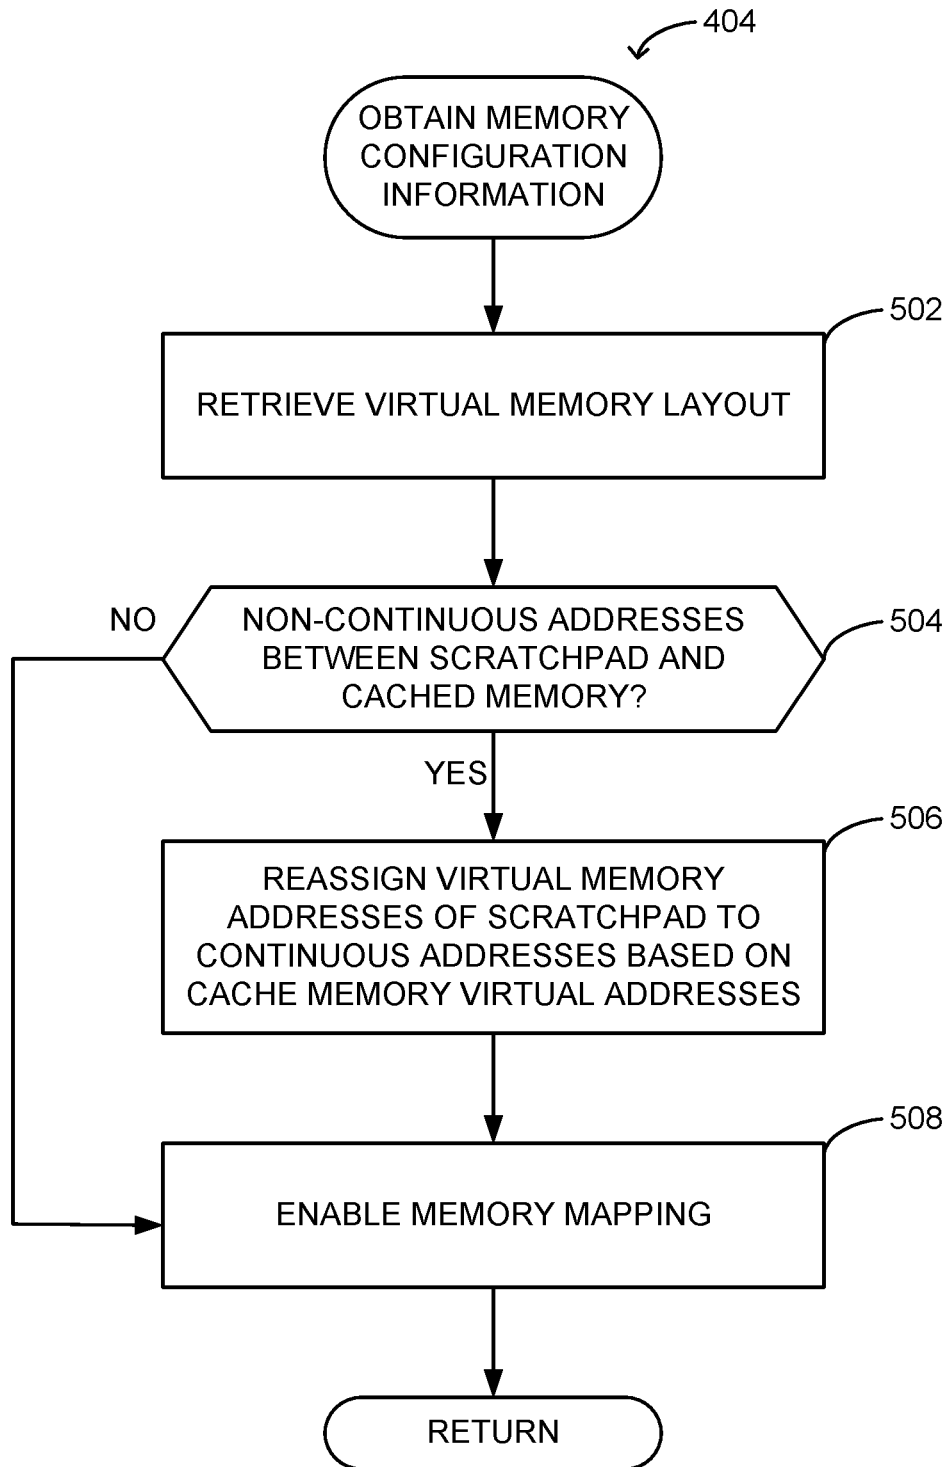 404
OBTAIN MEMORY
CONFIGURATION
INFORMATION
502
RETRIEVE VIRTUAL MEMORY LAYOUT
NO
NON-CONTINUOUS ADDRESSES
BETWEEN SCRATCHPAD AND
CACHED MEMORY?
504
YES
506
REASSIGN VIRTUAL MEMORY
ADDRESSES OF SCRATCHPAD TO
CONTINUOUS ADDRESSES BASED ON
CACHE MEMORY VIRTUAL ADDRESSES
508
ENABLE MEMORY MAPPING
RETURN